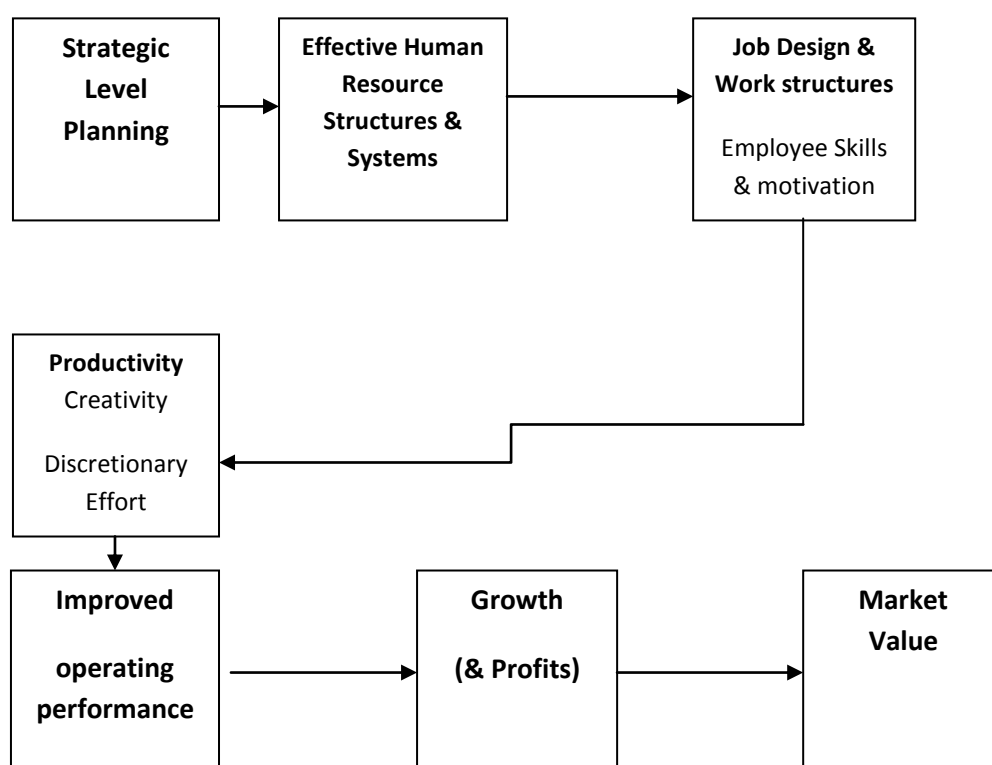 Strategic
Level
Planning
Effective Human
Resource
Structures &
Systems
Job Design &
Work structures
Employee Skills
& motivation
Productivity
Creativity
Discretionary
Effort
Improved
operating
performance
Growth
(& Profits)
Market
Value